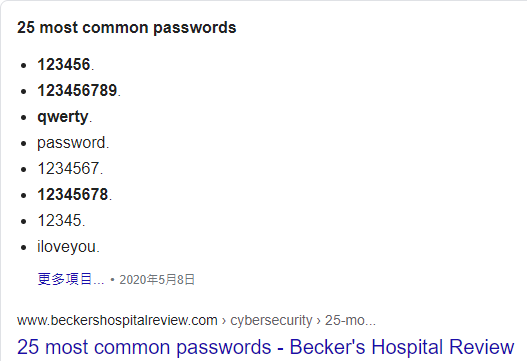 25 most common passwords
• 123456.
• 123456789.
• qwerty.
• password.
• 1234567.
• 12345678.
• 12345.
• iloveyou.
更多項目... • 2020年5月8日
www.beckershospitalreview.com › cybersecurity › 25-mo...
25 most common passwords - Becker's Hospital Review